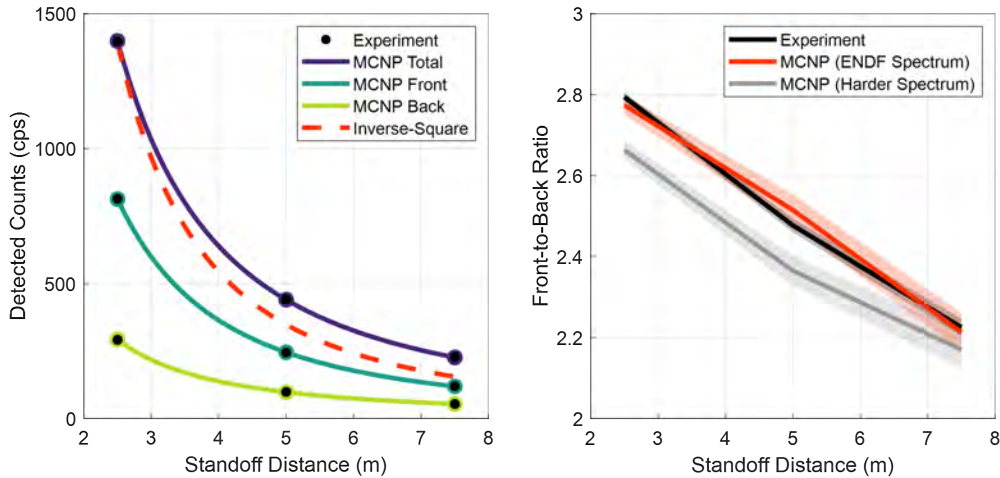 1500
1000
500
0
2
3
4
5
6
7
8
Detected Counts (cps)
Standoff Distance (m)
Experiment
MCNP Total
MCNP Front
MCNP Back
Inverse-Square
3
2.8
2.6
2.4
2.2
2
2
3
4
5
6
7
8
Front-to-Back Ratio
Standoff Distance (m)
Experiment
MCNP (ENDF Spectrum)
MCNP (Harder Spectrum)